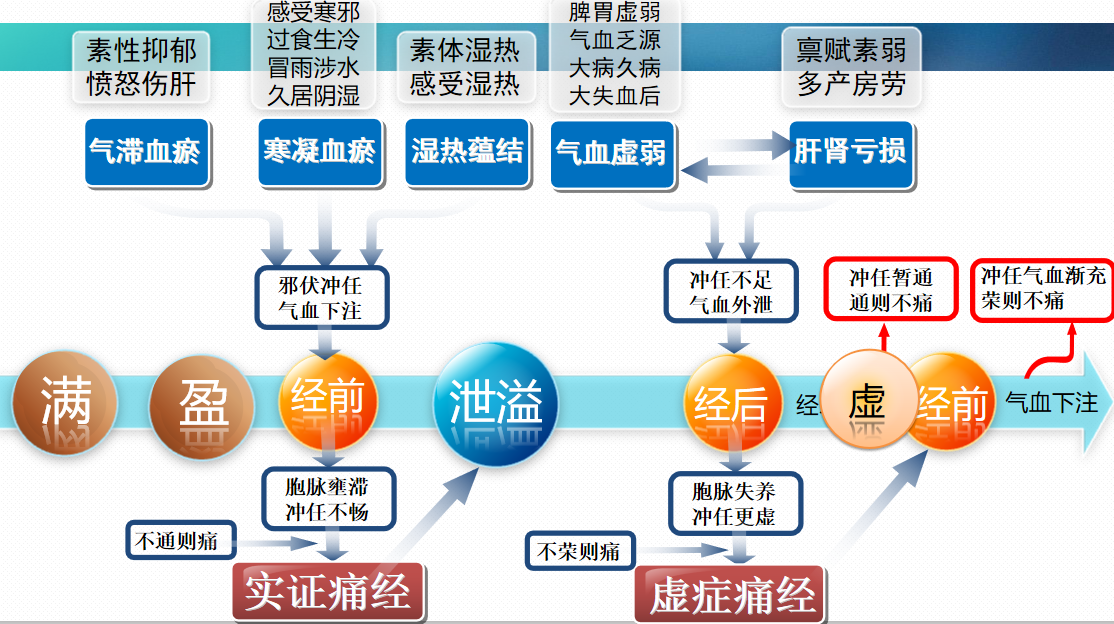 素性抑郁
愤怒伤肝
感受寒邪
过食生冷
冒雨涉水
久居阴湿
素体湿热
感受湿热
脾胃虚弱
气血乏源
大病久病
大失血后
禀赋素弱
多产房劳
气滞血瘀
寒凝血瘀
湿热蕴结
气血虚弱
肝肾亏损
邪伏冲任
气血下注
冲任不足
气血外泄
冲任暂通
通则不痛
冲任气血渐充
荣则不痛
满
盈
经前
泄溢
经后
经
虚
经前
气血下注
胞脉壅滞
冲任不畅
不通则痛
实证痛经
胞脉失养
冲任更虚
不荣则痛
虚症痛经